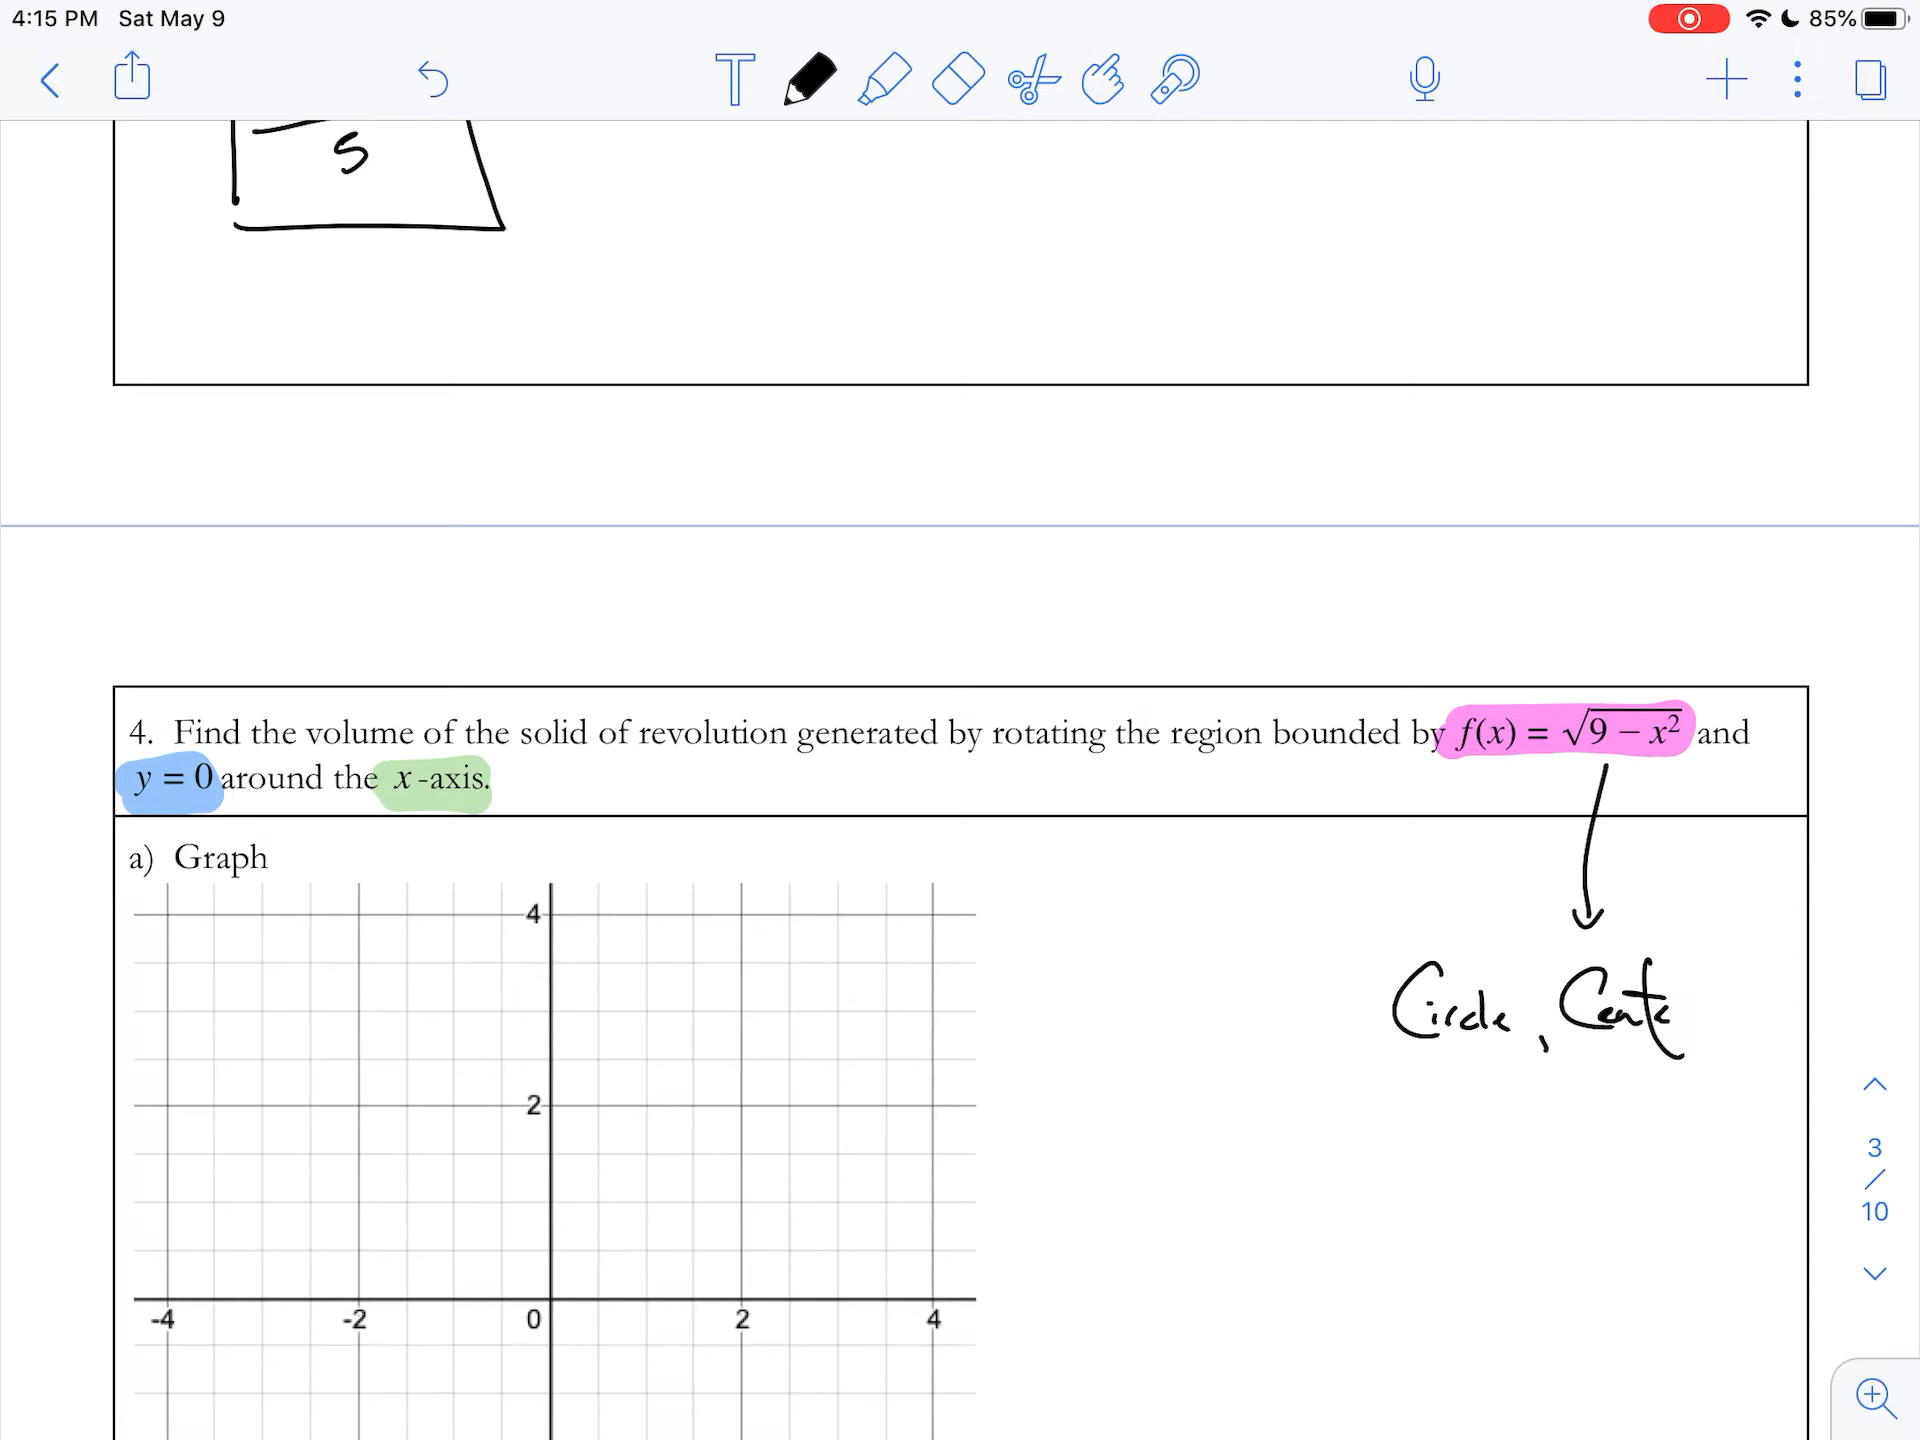 4:15 PM Sat May 9
85%
T
5
4. Find the volume of the solid of revolution generated by rotating the region bounded by f(x) = √9 − x² and
y = 0 around the x-axis.
a) Graph
4
Circle,
2
3
/
10
-4 -2 0 2 4